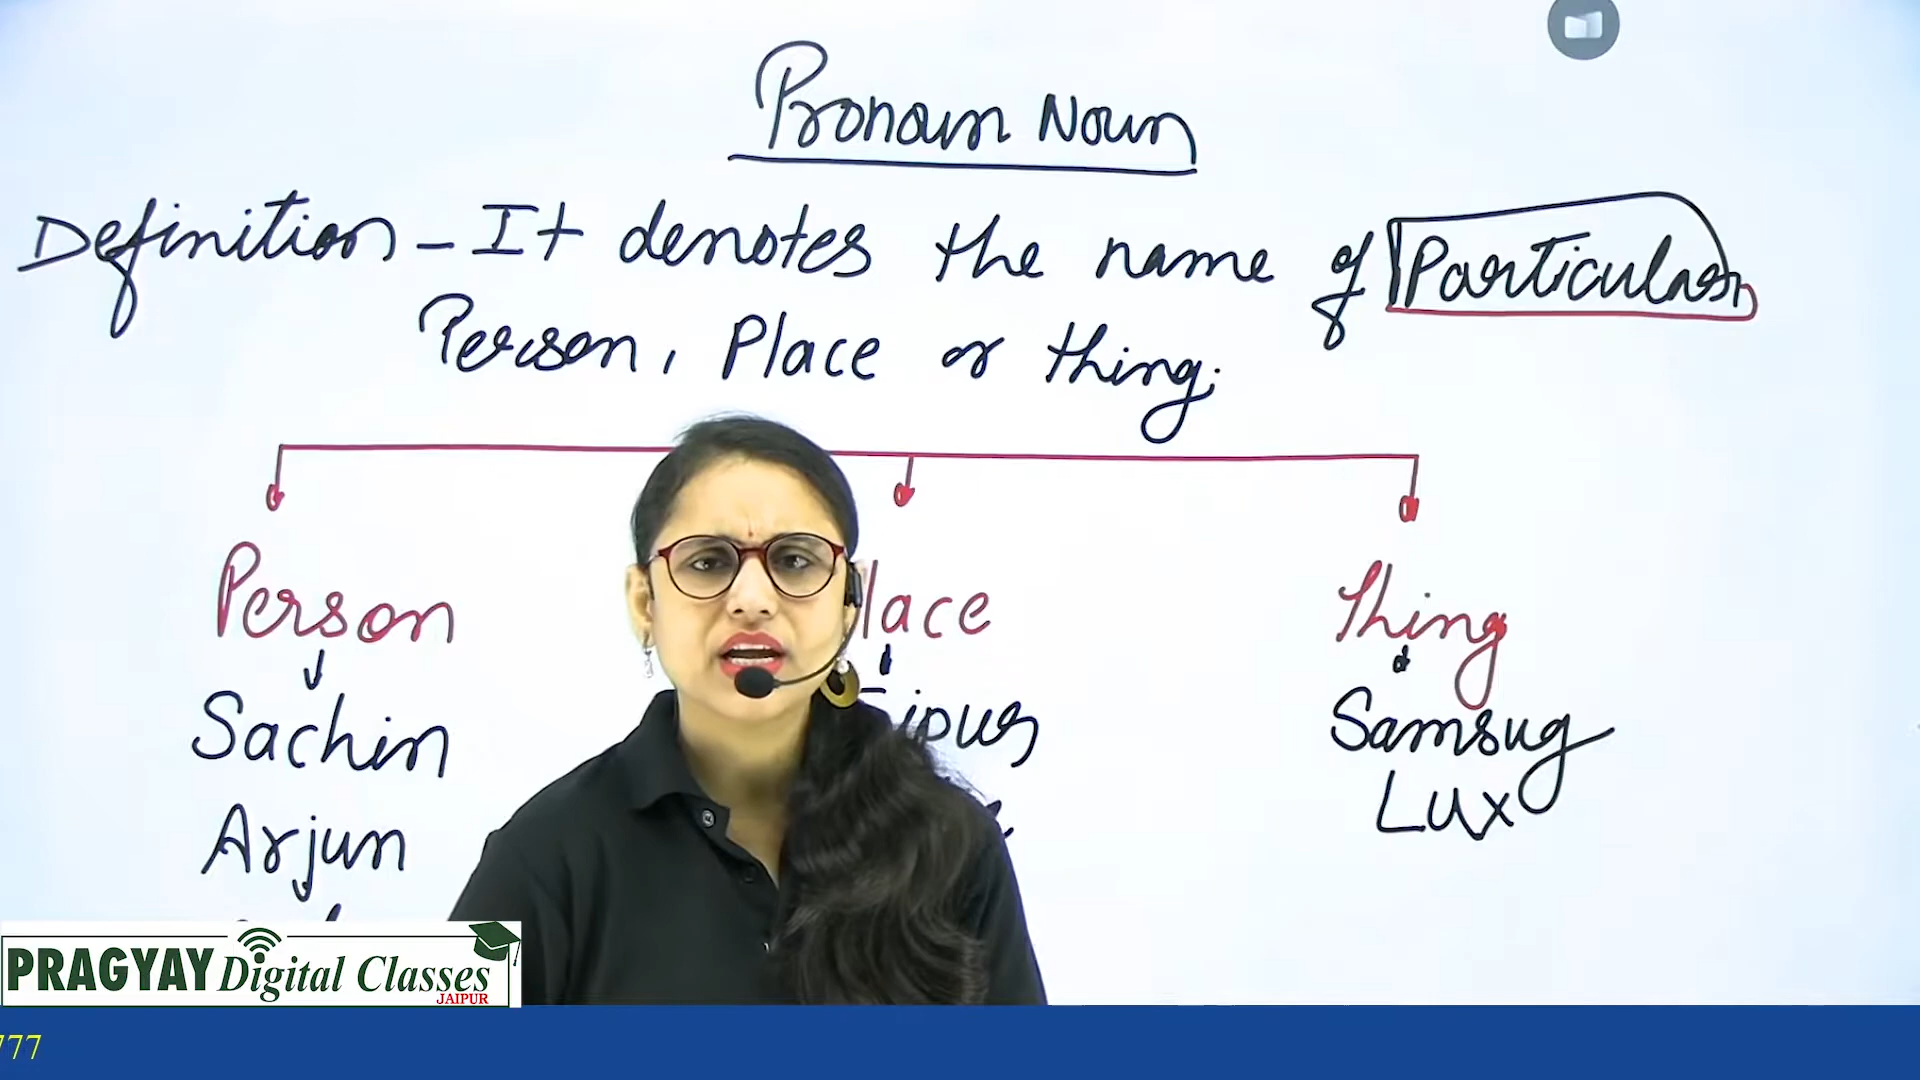 Pronoun Noun
Definition - It denotes the name of Particular
Person, Place or thing.
Person lace Thing
Sachin ipur Samsug
Arjun Lux
PRAGYAY Digital Classes
JAIPUR
777